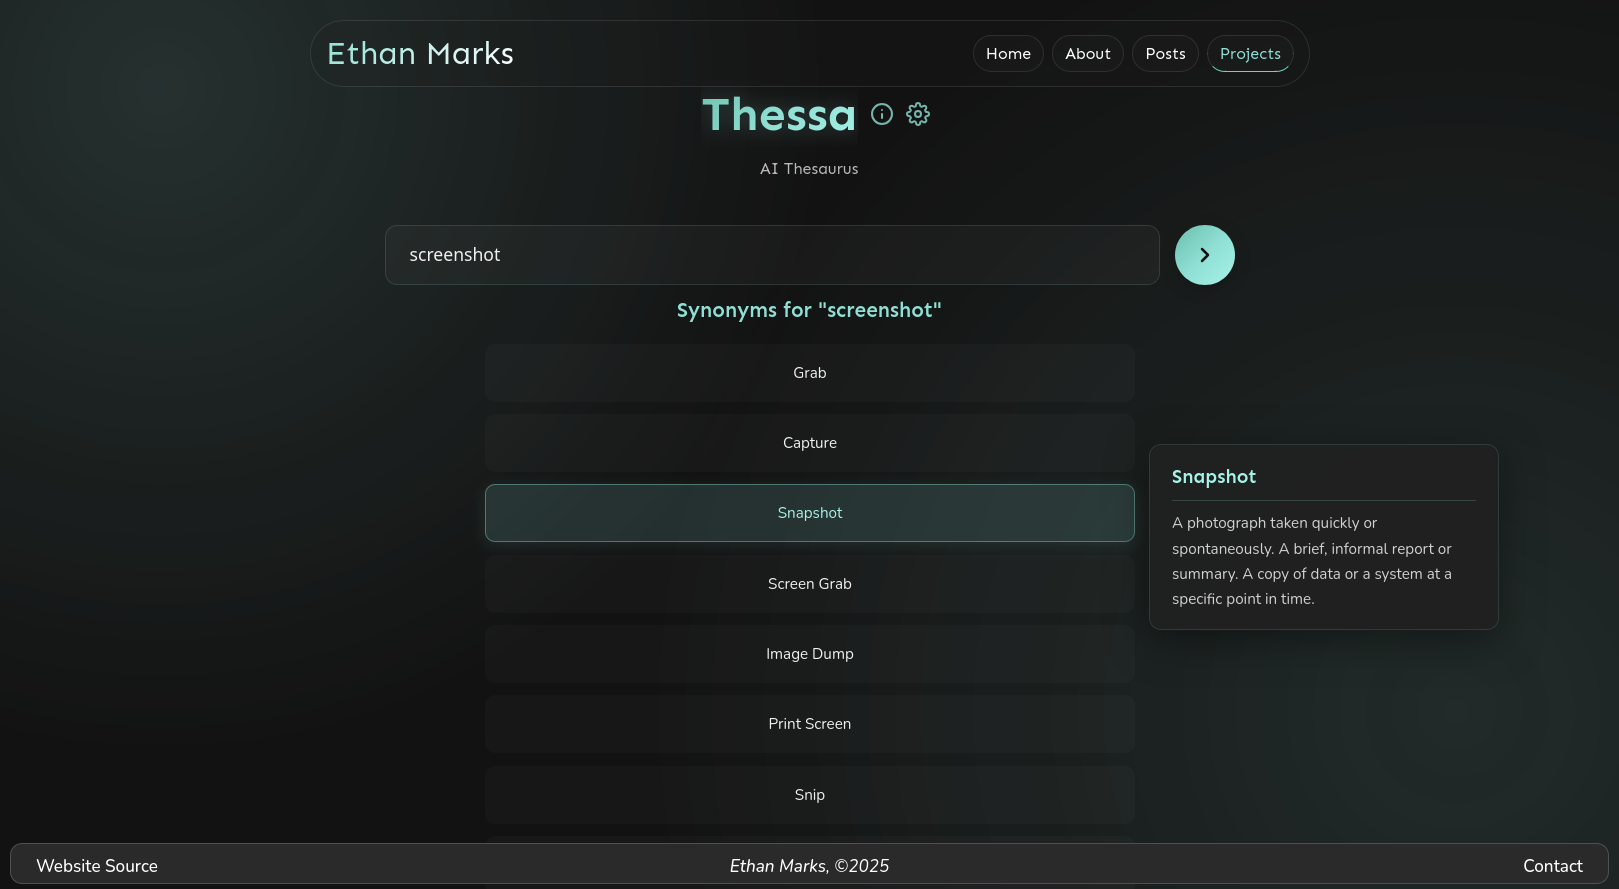 Ethan Marks
Home
About
Posts
Projects
Thessa
AI Thesaurus
screenshot
Synonyms for "screenshot"
Grab
Capture
Snapshot
Screen Grab
Image Dump
Print Screen
Snip
Snapshot
A photograph taken quickly or
spontaneously. A brief, informal report or
summary. A copy of data or a system at a
specific point in time.
Website Source
Ethan Marks, ©2025
Contact